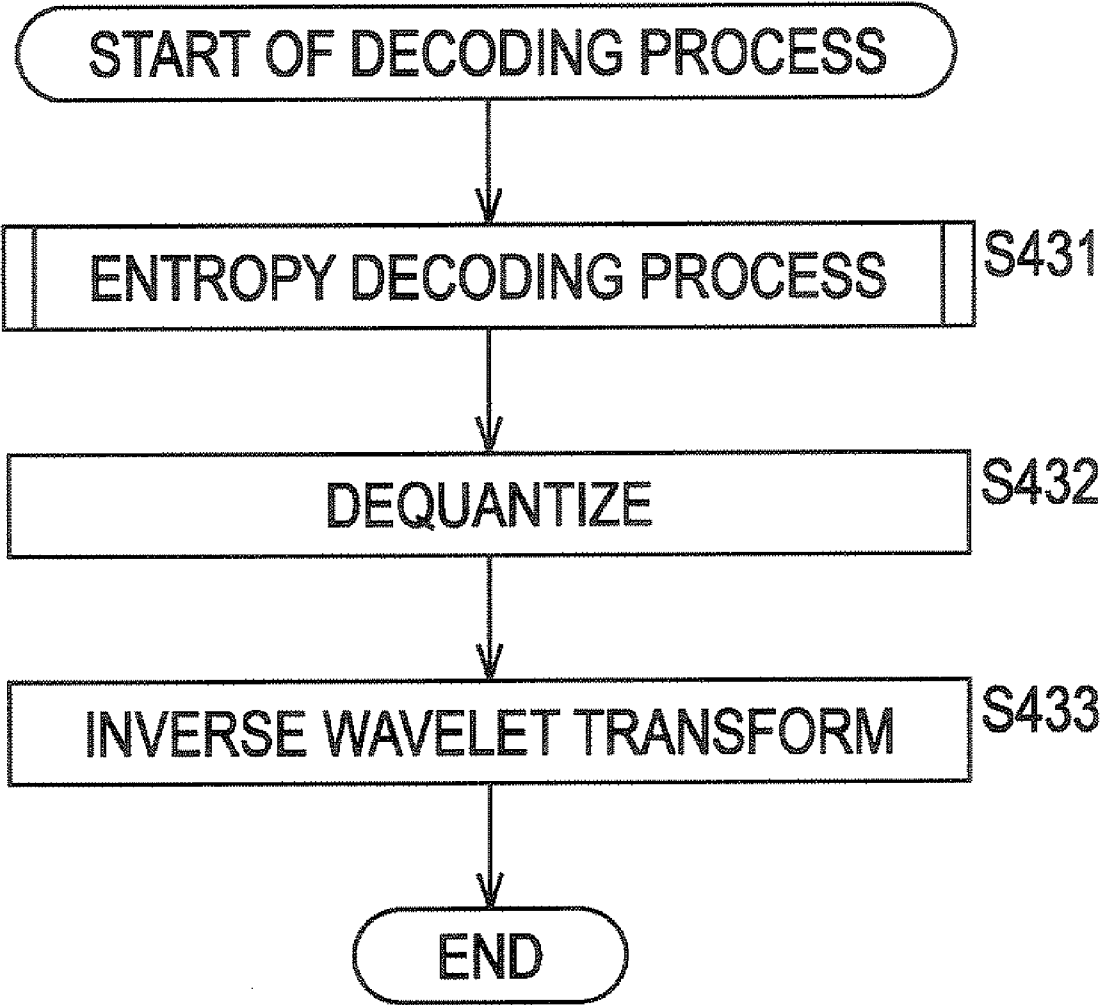 START OF DECODING PROCESS
ENTROPY DECODING PROCESS
S431
DEQUANTIZE
S432
INVERSE WAVELET TRANSFORM
S433
END